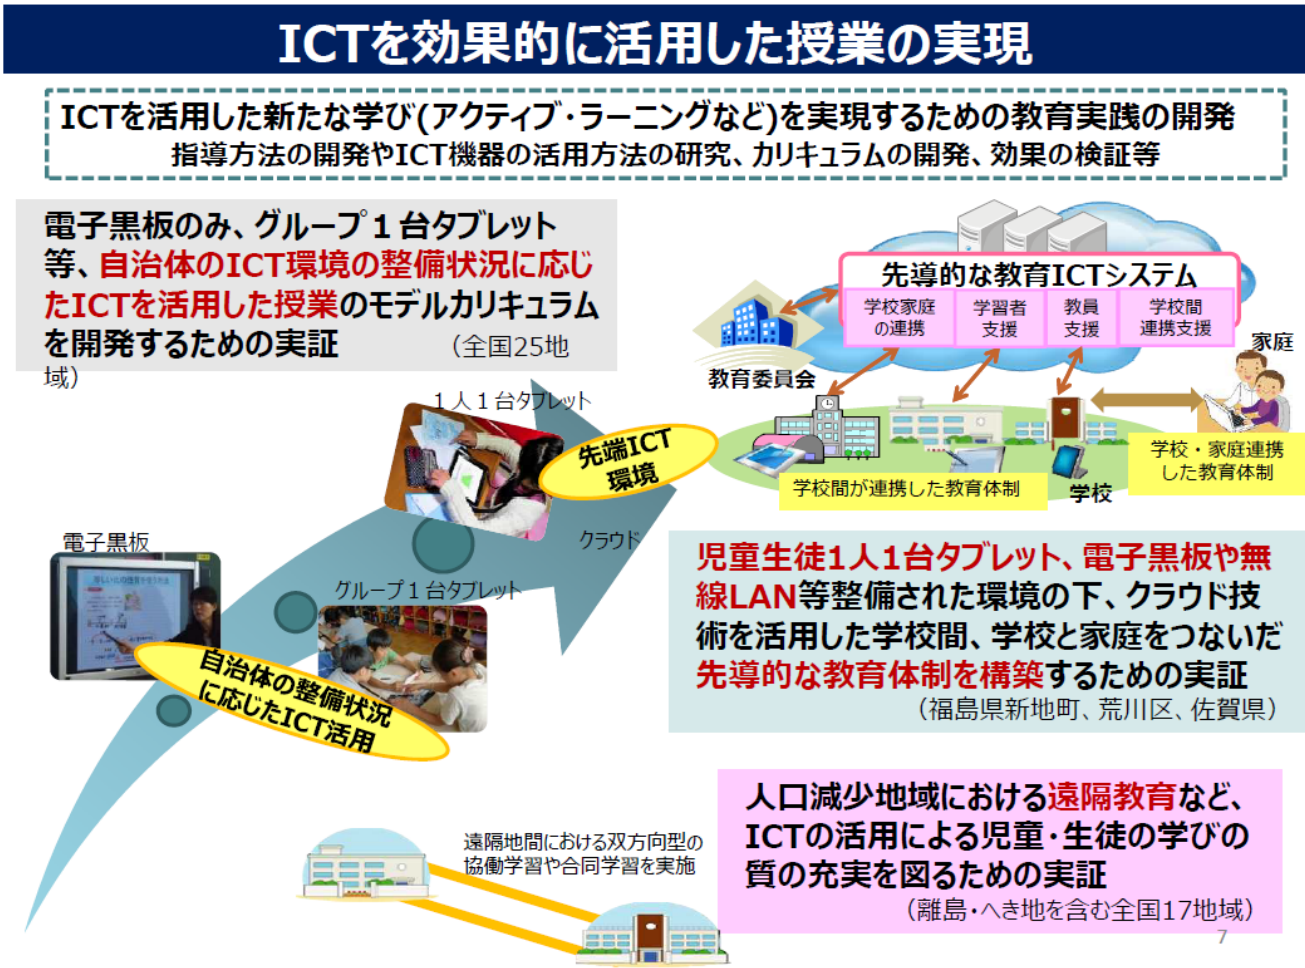 ICTを効果的に活用した授業の実現
ICTを活用した新たな学び(アクティブ・ラーニングなど)を実現するための教育実践の開発
指導方法の開発やICT機器の活用方法の研究、カリキュラムの開発、効果の検証等
電子黒板のみ、グループ１台タブレット
等、自治体のICT環境の整備状況に応じ
たICTを活用した授業のモデルカリキュラム
を開発するための実証　（全国25地
域）
先導的な教育ICTシステム
学校家庭
の連携
学習者
支援
教員
支援
学校間
連携支援
教育委員会
家庭
学校間が連携した教育体制
学校
学校・家庭連携
した教育体制
１人１台タブレット
先端ICT
環境
クラウド
電子黒板
グループ１台タブレット
自治体の整備状況
に応じたICT活用
児童生徒1人1台タブレット、電子黒板や無
線LAN等整備された環境の下、クラウド技
術を活用した学校間、学校と家庭をつないだ
先導的な教育体制を構築するための実証
（福島県新地町、荒川区、佐賀県）
遠隔地間における双方向型の
協働学習や合同学習を実施
人口減少地域における遠隔教育など、
ICTの活用による児童・生徒の学びの
質の充実を図るための実証
（離島・へき地を含む全国17地域）
7